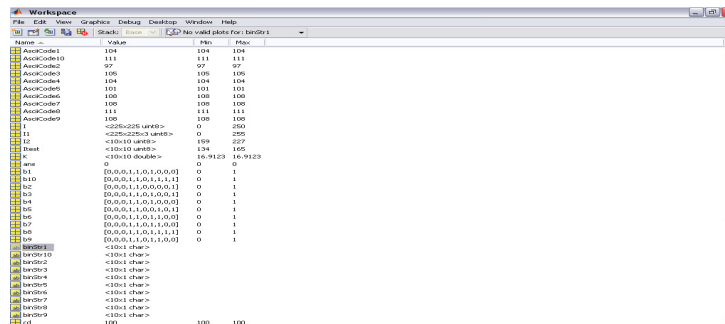 Workspace
File Edit View Graphics Debug Desktop Window Help
Stack: Base No valid plots for: binStr1
Name Value Min Max
AsciiCode1 104 104 104
AsciiCode10 111 111 111
AsciiCode2 97 97 97
AsciiCode3 105 105 105
AsciiCode4 104 104 104
AsciiCode5 101 101 101
AsciiCode6 108 108 108
AsciiCode7 108 108 108
AsciiCode8 111 111 111
AsciiCode9 108 108 108
I <225x225 uint8> 0 250
I1 <225x225x3 uint8> 0 255
I2 <10x10 uint8> 159 227
Itest <10x10 uint8> 134 165
K <10x10 double> 16.9123 16.9123
ans 0 0 0
b1 [0,0,0,1,1,0,1,0,0,0] 0 1
b10 [0,0,0,1,1,0,1,1,1,1] 0 1
b2 [0,0,0,1,1,0,0,0,0,1] 0 1
b3 [0,0,0,1,1,0,1,0,0,1] 0 1
b4 [0,0,0,1,1,0,1,0,0,0] 0 1
b5 [0,0,0,1,1,0,0,1,0,1] 0 1
b6 [0,0,0,1,1,0,1,1,0,0] 0 1
b7 [0,0,0,1,1,0,1,1,0,0] 0 1
b8 [0,0,0,1,1,0,1,1,1,1] 0 1
b9 [0,0,0,1,1,0,1,1,0,0] 0 1
binStr1 <10x1 char>
binStr10 <10x1 char>
binStr2 <10x1 char>
binStr3 <10x1 char>
binStr4 <10x1 char>
binStr5 <10x1 char>
binStr6 <10x1 char>
binStr7 <10x1 char>
binStr8 <10x1 char>
binStr9 <10x1 char>
cd 100 100 100